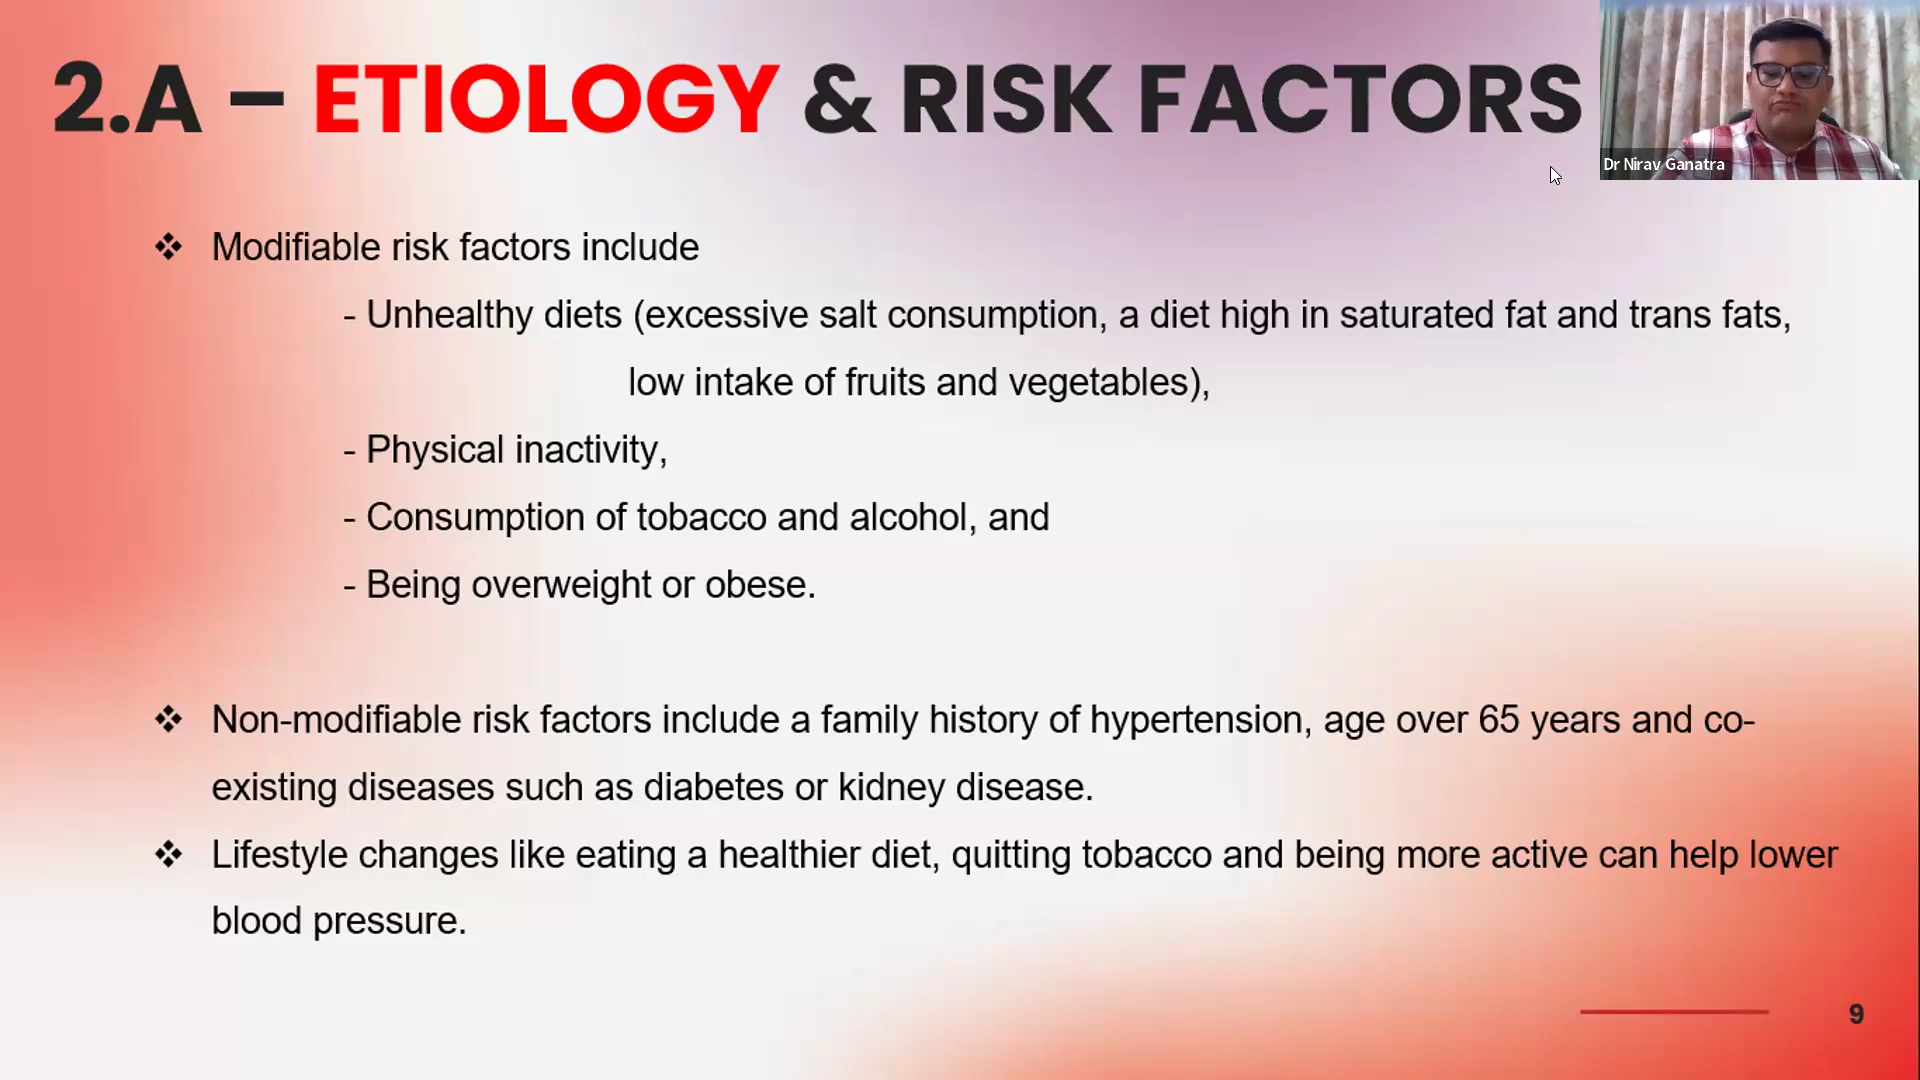 2.A – ETIOLOGY & RISK FACTORS
Dr Nirav Ganatra
❖ Modifiable risk factors include
- Unhealthy diets (excessive salt consumption, a diet high in saturated fat and trans fats,
low intake of fruits and vegetables),
- Physical inactivity,
- Consumption of tobacco and alcohol, and
- Being overweight or obese.
❖ Non-modifiable risk factors include a family history of hypertension, age over 65 years and co-
existing diseases such as diabetes or kidney disease.
❖ Lifestyle changes like eating a healthier diet, quitting tobacco and being more active can help lower
blood pressure.
9